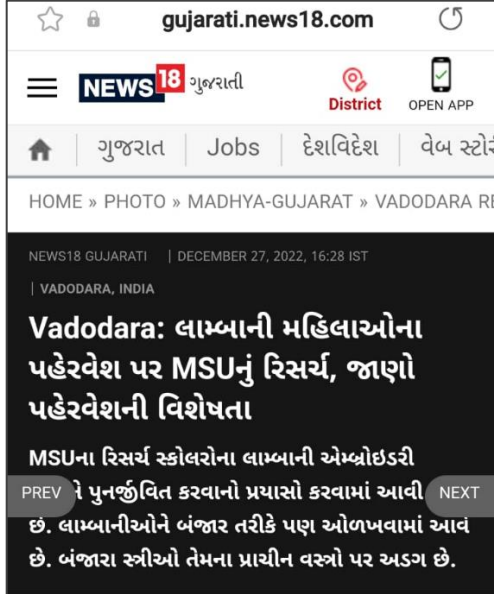 gujarati.news18.com
NEWS 18 ગુજરાતી
District
OPEN APP
ગુજરાત Jobs દેશવિદેશ વેબ
HOME » PHOTO » MADHYA-GUJARAT » VADODARA
NEWS18 GUJARATI | DECEMBER 27, 2022, 16:28 IST
| VADODARA, INDIA
Vadodara: લામ્બાની મહિલાઓના
પહેરવેશ પર MSUનું રિસર્ચ, જાણો
પહેરવેશની વિશેષતા
MSUના રિસર્ચ સ્કોલરોના લામ્બાની એમ્બ્રોઇડરી
PREV પુનર્જીવિત કરવાનો પ્રયાસો કરવામાં આવી NEXT
છે. લામ્બાનીઓને બંજાર તરીકે પણ ઓળખવામાં આવે
છે. બંજારા સ્ત્રીઓ તેમના પ્રાચીન વસ્ત્રો પર અડગ છે.